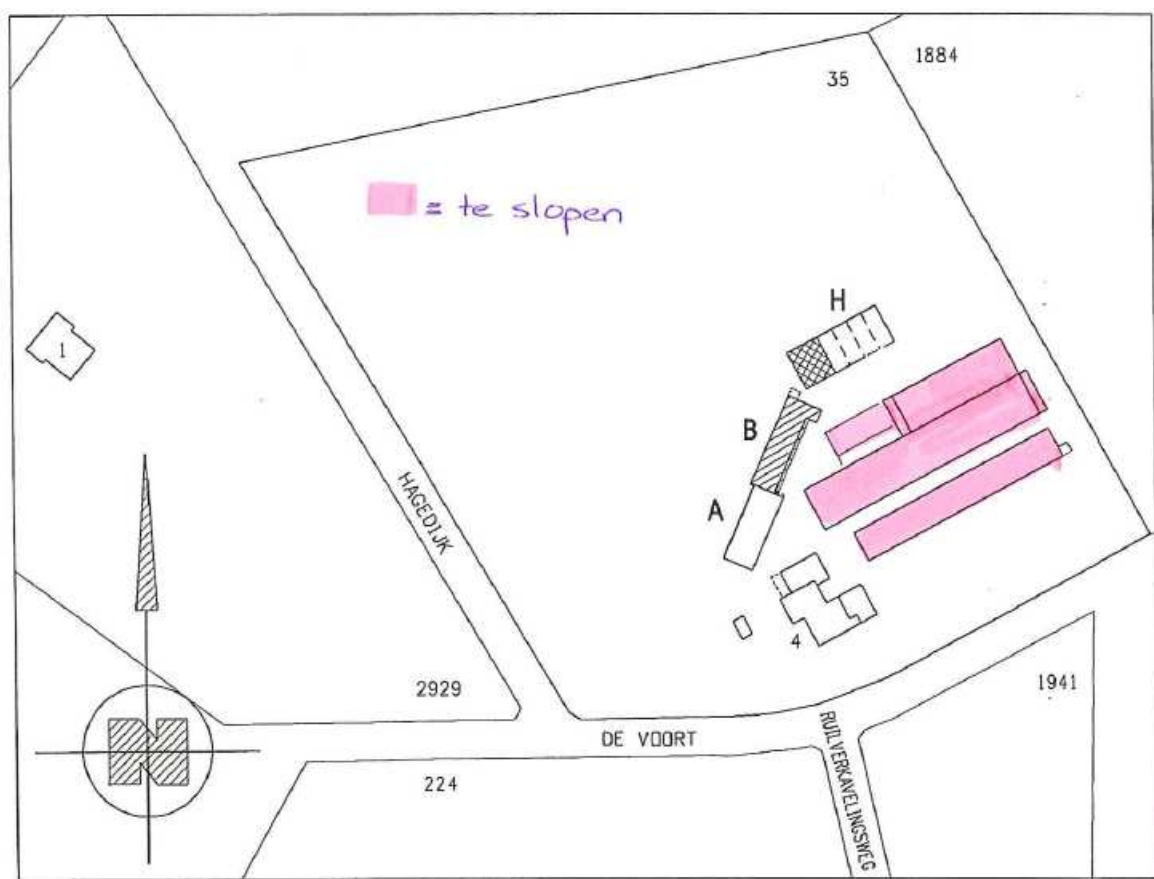 1884
35
= te slopen
H
1
B
HAGEDIJK
A
4
2929
1941
DE VOORT
RUILVERKAVELINGSWEG
224
N